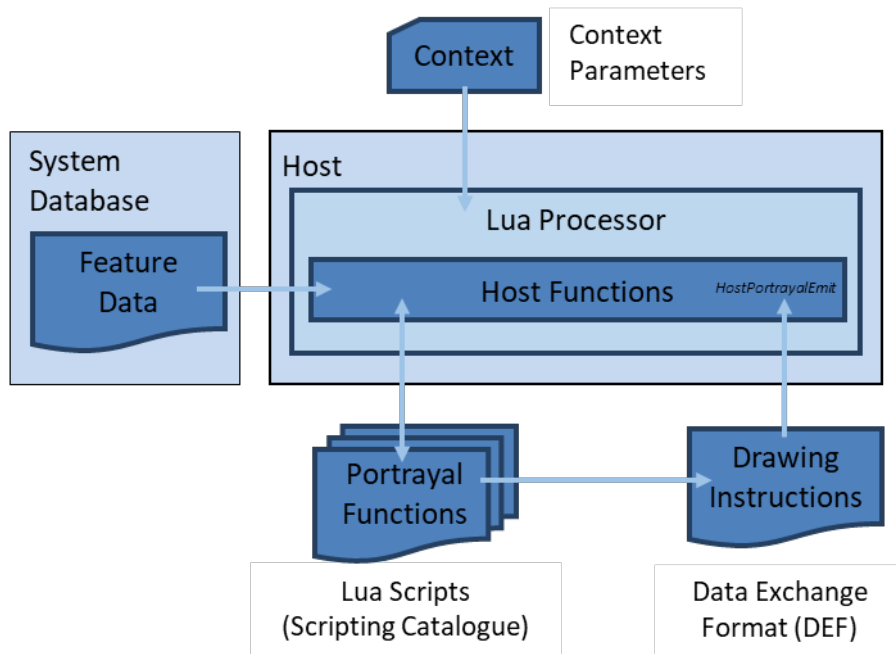 Context
Context
Parameters
System
Database
Feature
Data
Host
Lua Processor
Host Functions
HostPortrayalEmit
Portrayal
Functions
Drawing
Instructions
Lua Scripts
(Scripting Catalogue)
Data Exchange
Format (DEF)